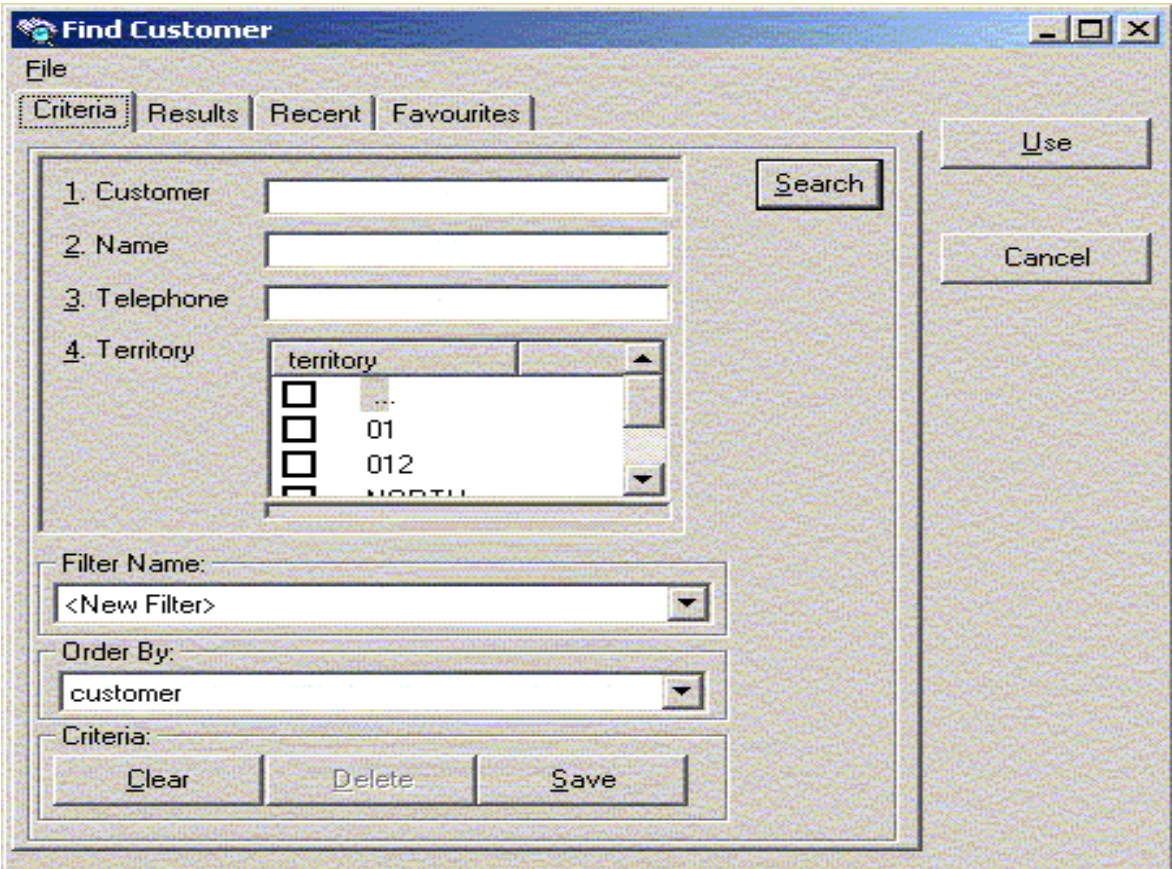 Find Customer
File
Criteria Results Recent Favourites
Use
Search
1. Customer
2. Name
Cancel
3. Telephone
4. Territory
territory
...
01
012
NORTH
Filter Name:
<New Filter>
Order By:
customer
Criteria:
Clear Delete Save